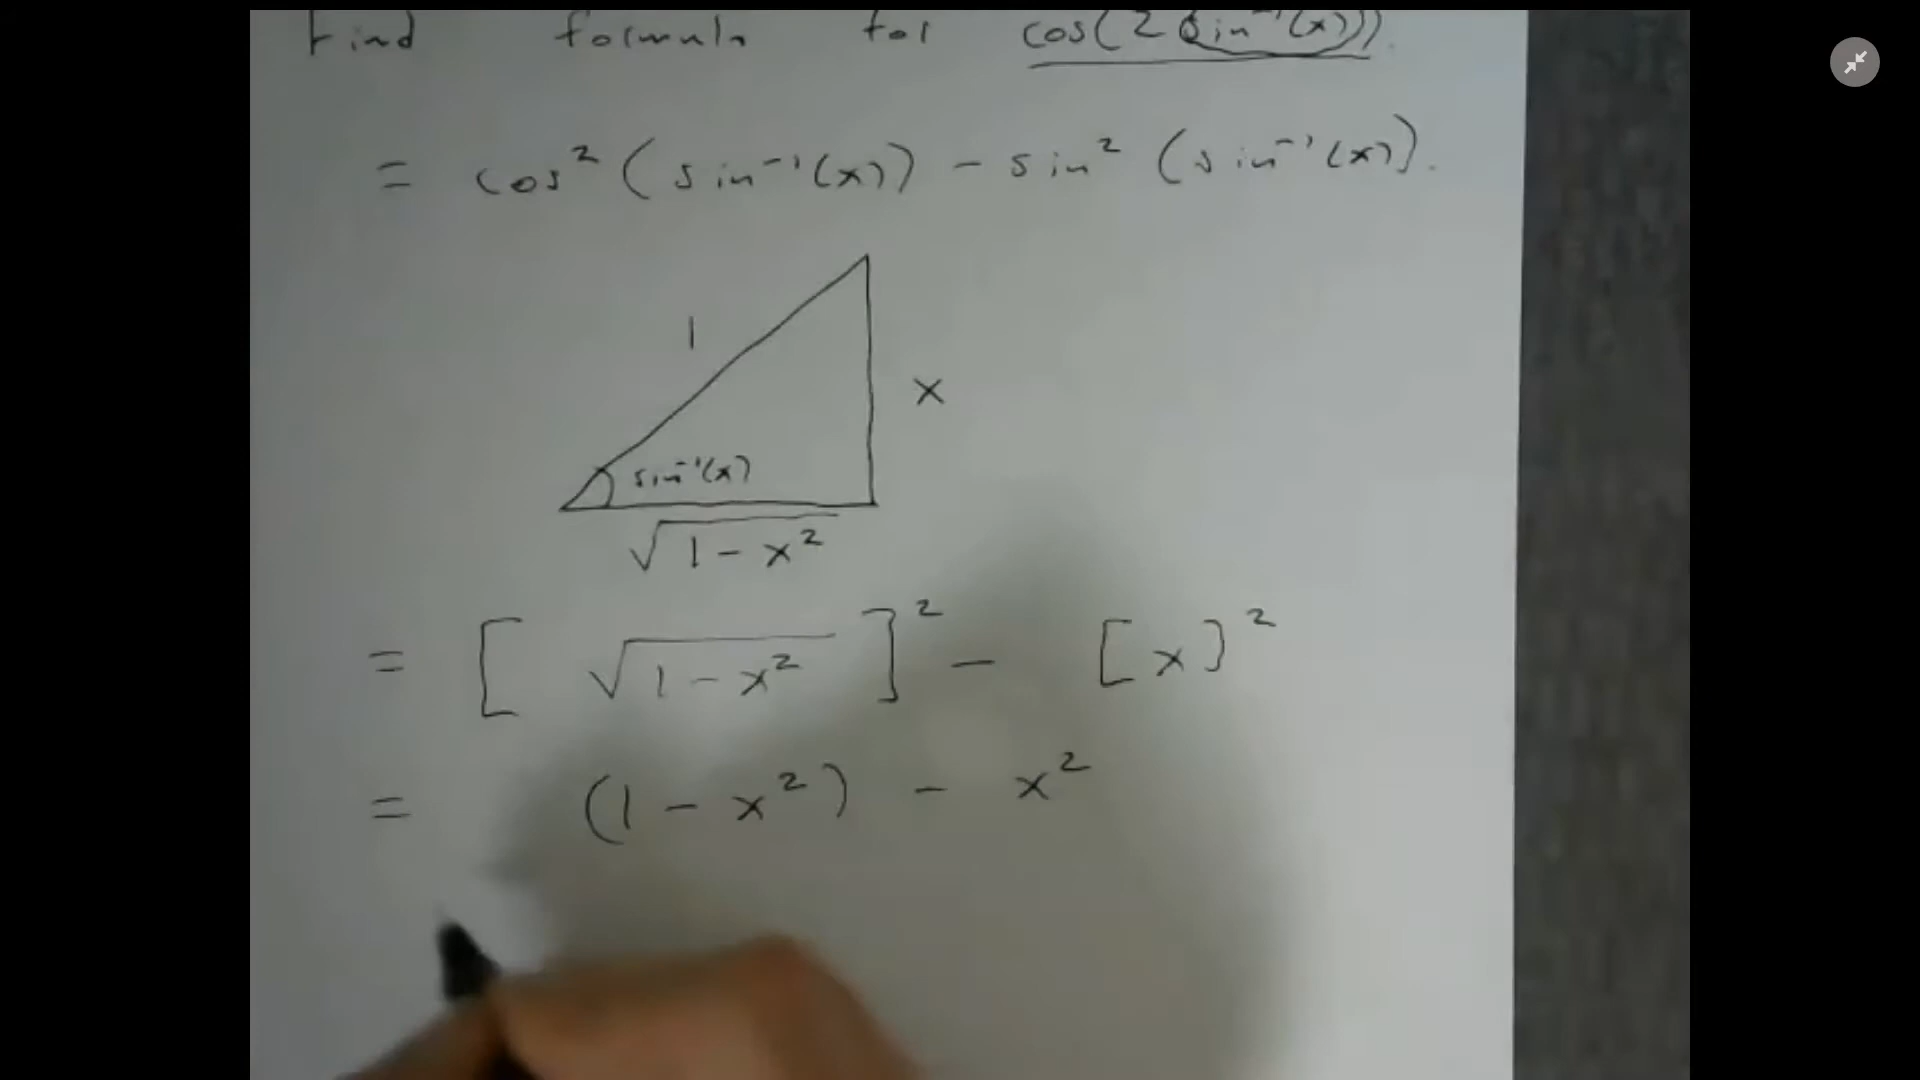 Find formula for cos(2 sin⁻¹(x)).
= cos² (sin⁻¹(x)) - sin² (sin⁻¹(x)).
1
x
sin⁻¹(x)
√(1 - x²)
= [ √(1 - x²) ]² - [x]²
= (1 - x²) - x²